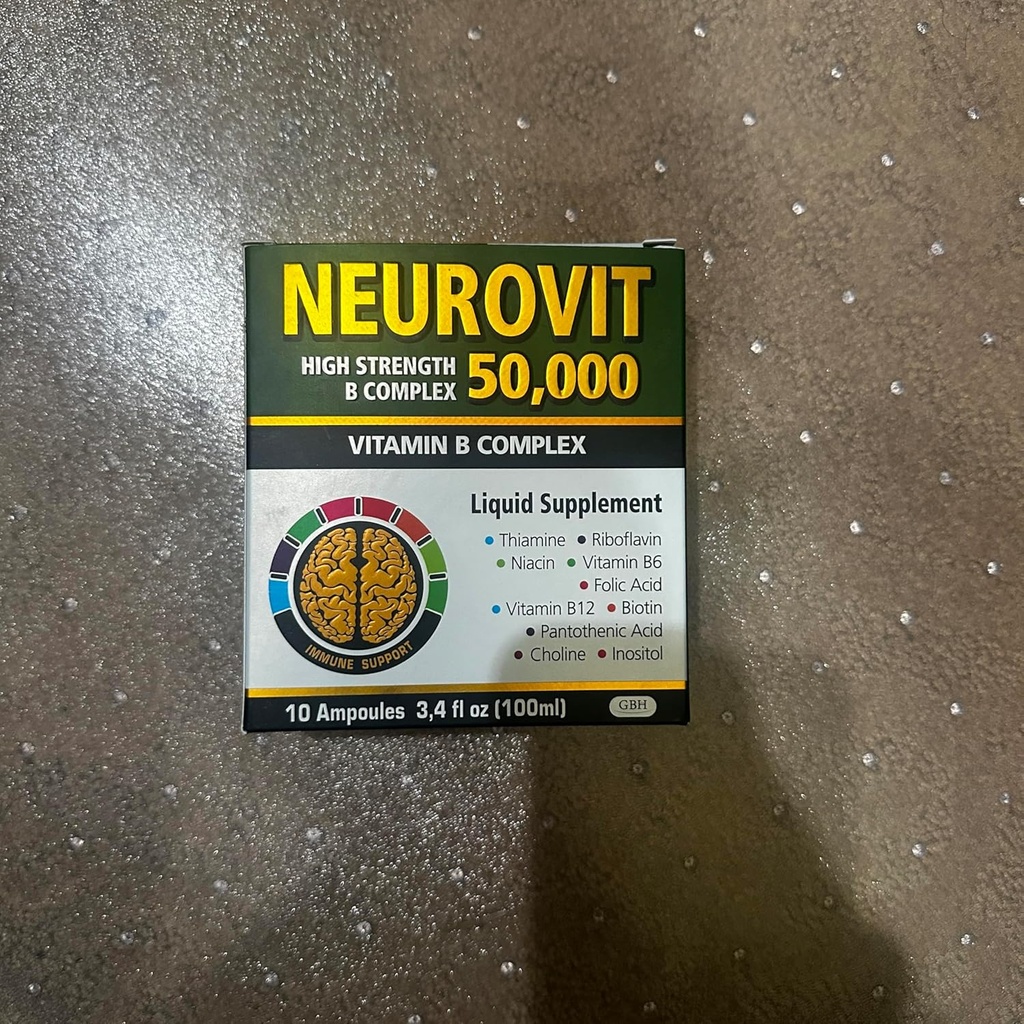 NEUROVIT
HIGH STRENGTH
B COMPLEX
50,000
VITAMIN B COMPLEX
Liquid Supplement
• Thiamine • Riboflavin
• Niacin • Vitamin B6
• Folic Acid
• Vitamin B12 • Biotin
• Pantothenic Acid
• Choline • Inositol
IMMUNE SUPPORT
10 Ampoules 3,4 fl oz (100ml)
GBH